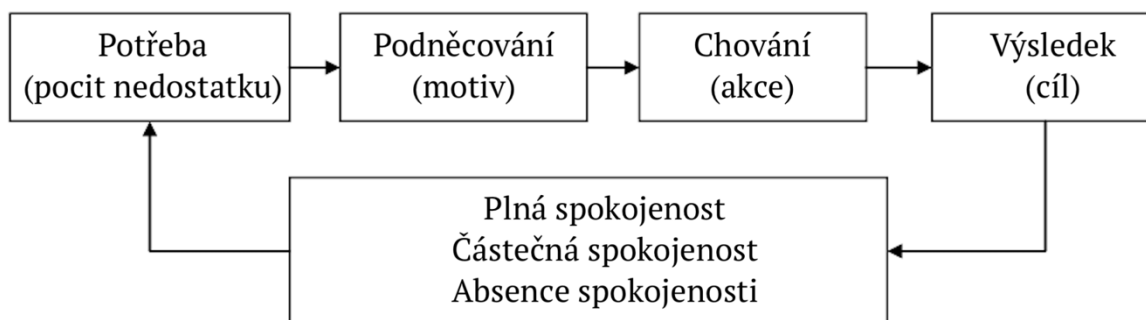 Potřeba
(pocit nedostatku)
Podněcování
(motiv)
Chování
(akce)
Výsledek
(cíl)
Plná spokojenost
Částečná spokojenost
Absence spokojenosti